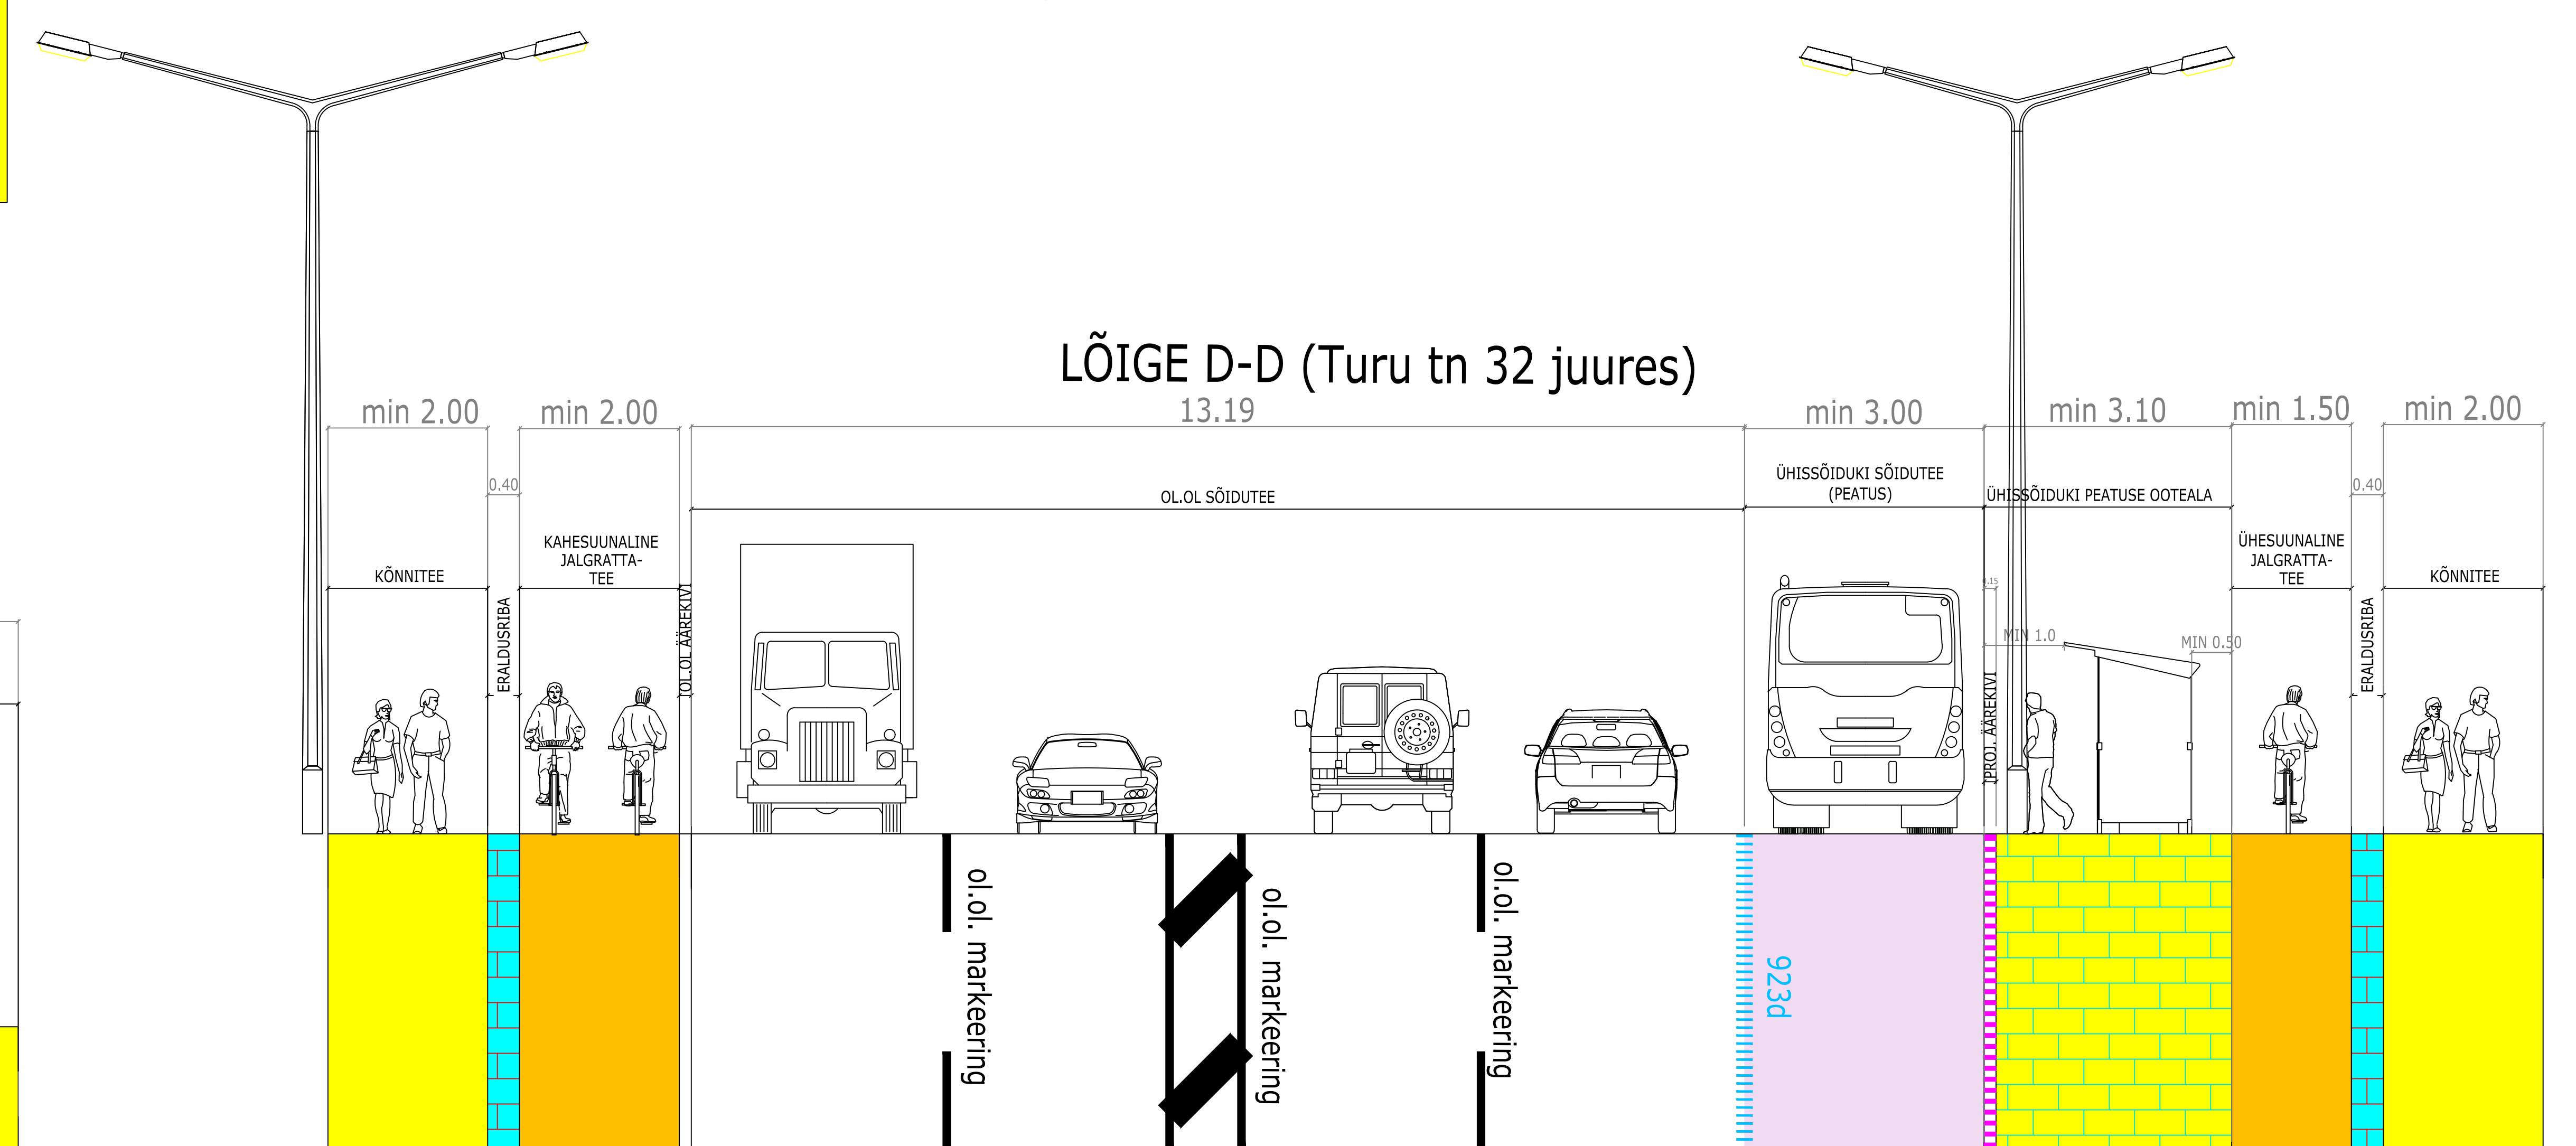 LÕIGE D-D (Turu tn 32 juures)
min 2.00
min 2.00
13.19
min 3.00
min 3.10
min 1.50
min 2.00
0.40
0.40
KÕNNITEE
ERALDUSRIBA
KAHESUUNALINE
JALGRATTA-
TEE
OL.OL ÄÄREKIVI
OL.OL SÕIDUTEE
ÜHISSÕIDUKI SÕIDUTEE
(PEATUS)
ÜHISSÕIDUKI PEATUSE OOTEALA
0.15
MIN 1.0
MIN 0.50
PROJ. ÄÄREKIVI
ÜHESUUNALINE
JALGRATTA-
TEE
ERALDUSRIBA
KÕNNITEE
ol.ol. markeering
ol.ol. markeering
ol.ol. markeering
923d